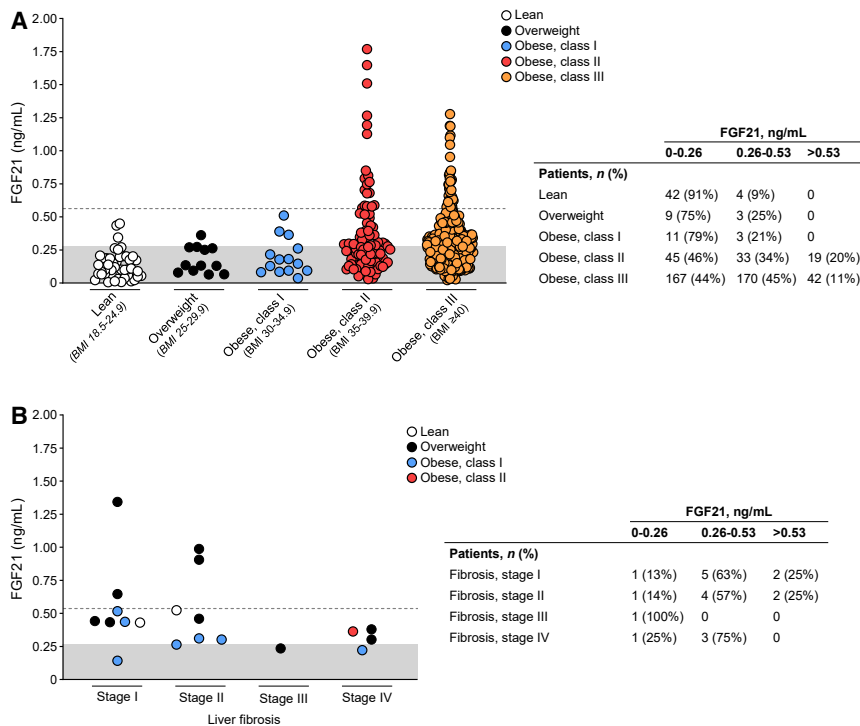 A
2.00
1.75
1.50
1.25
1.00
0.75
0.50
0.25
0
FGF21 (ng/mL)
Lean
(BMI 18.5-24.9)
Overweight
(BMI 25-29.9)
Obese, class I
(BMI 30-34.9)
Obese, class II
(BMI 35-39.9)
Obese, class III
(BMI ≥40)
Lean
Overweight
Obese, class I
Obese, class II
Obese, class III
FGF21, ng/mL
0-0.26 0.26-0.53 >0.53
Patients, n (%)
Lean 42 (91%) 4 (9%) 0
Overweight 9 (75%) 3 (25%) 0
Obese, class I 11 (79%) 3 (21%) 0
Obese, class II 45 (46%) 33 (34%) 19 (20%)
Obese, class III 167 (44%) 170 (45%) 42 (11%)
B
2.00
1.75
1.50
1.25
1.00
0.75
0.50
0.25
0
FGF21 (ng/mL)
Stage I Stage II Stage III Stage IV
Liver fibrosis
Lean
Overweight
Obese, class I
Obese, class II
FGF21, ng/mL
0-0.26 0.26-0.53 >0.53
Patients, n (%)
Fibrosis, stage I 1 (13%) 5 (63%) 2 (25%)
Fibrosis, stage II 1 (14%) 4 (57%) 2 (25%)
Fibrosis, stage III 1 (100%) 0 0
Fibrosis, stage IV 1 (25%) 3 (75%) 0